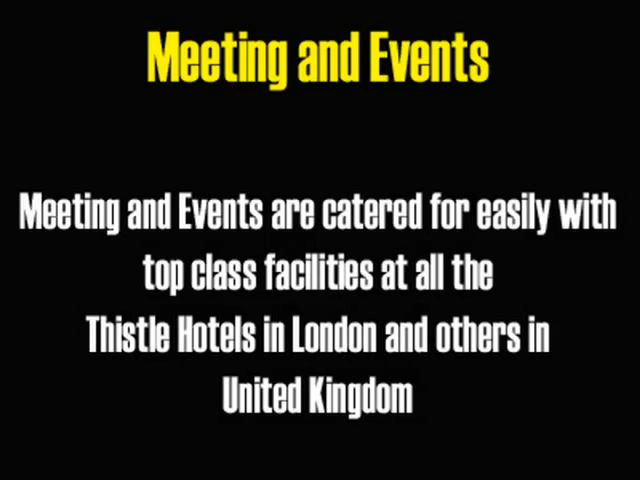 Meeting and Events
Meeting and Events are catered for easily with
top class facilities at all the
Thistle Hotels in London and others in
United Kingdom